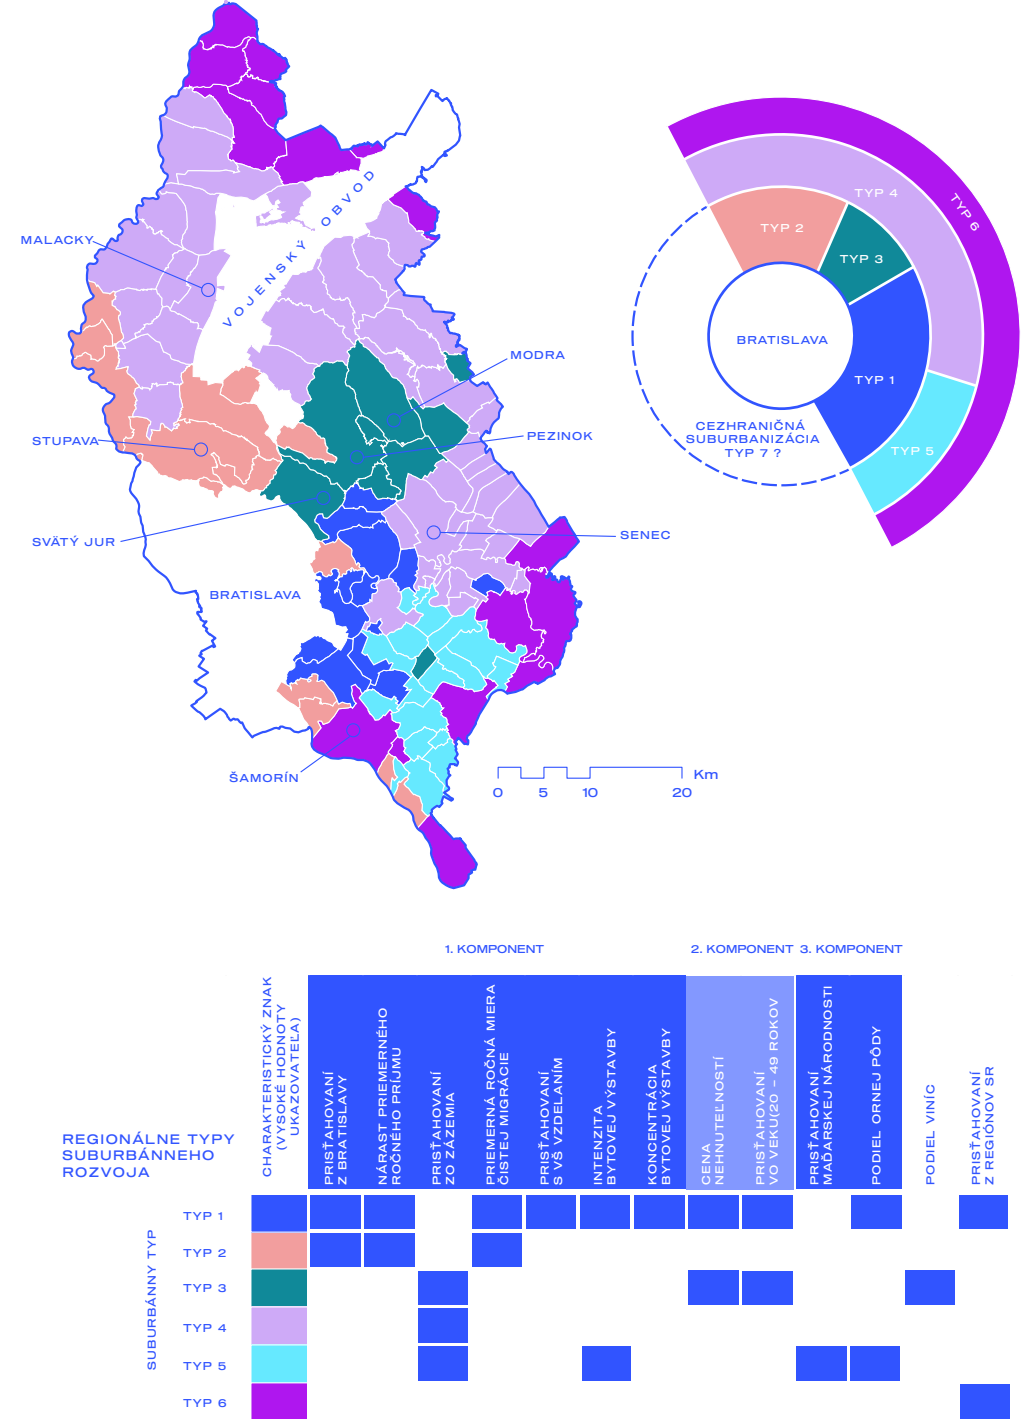 VOJENSKÝ OBVOD
MALACKY
MODRA
PEZINOK
STUPAVA
SVÄTÝ JUR
SENEC
BRATISLAVA
ŠAMORÍN
Km
0 5 10 20
TYP 6
TYP 4
TYP 2
TYP 3
BRATISLAVA
TYP 1
CEZHRANIČNÁ
SUBURBANIZÁCIA
TYP 7 ?
TYP 5
1. KOMPONENT
2. KOMPONENT
3. KOMPONENT
CHARAKTERISTICKÝ ZNAK
(VYSOKÉ HODNOTY
UKAZOVATEĽA)
PRISŤAHOVANÍ
Z BRATISLAVY
NÁRAST PRIEMERNÉHO
ROČNÉHO PRÍJMU
PRISŤAHOVANÍ
ZO ZÁZEMIA
PRIEMERNÁ ROČNÁ MIERA
ČISTEJ MIGRÁCIE
PRISŤAHOVANÍ
S VŠ VZDELANÍM
INTENZITA
BYTOVEJ VÝSTAVBY
KONCENTRÁCIA
BYTOVEJ VÝSTAVBY
CENA
NEHNUTEĽNOSTÍ
PRISŤAHOVANÍ
VO VEKU(20 – 49 ROKOV
PRISŤAHOVANÍ
MAĎARSKEJ NÁRODNOSTI
PODIEL ORNEJ PÔDY
PODIEL VINÍC
PRISŤAHOVANÍ
Z REGIÓNOV SR
REGIONÁLNE TYPY
SUBURBÁNNEHO
ROZVOJA
SUBURBÁNNY TYP
TYP 1
TYP 2
TYP 3
TYP 4
TYP 5
TYP 6